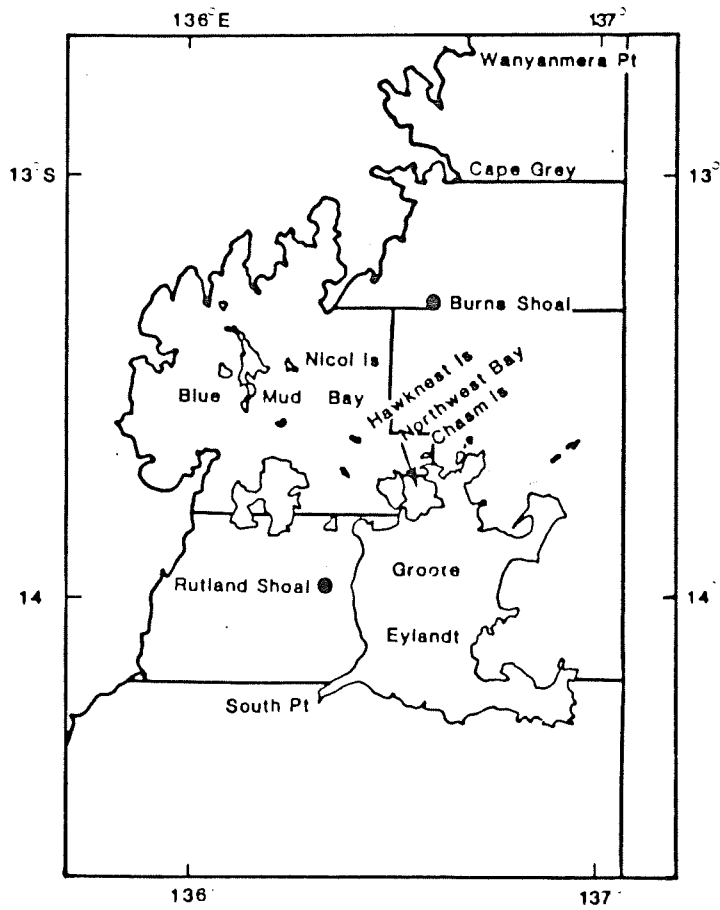 136°E
137°
Wanyanmera Pt
13°S
Cape Grey
13°
Burns Shoal
Nicol Is
Hawknest Is
Northwest Bay
Chasm Is
Blue Mud Bay
Groote
Rutland Shoal
14
14°
Eylandt
South Pt
136
137